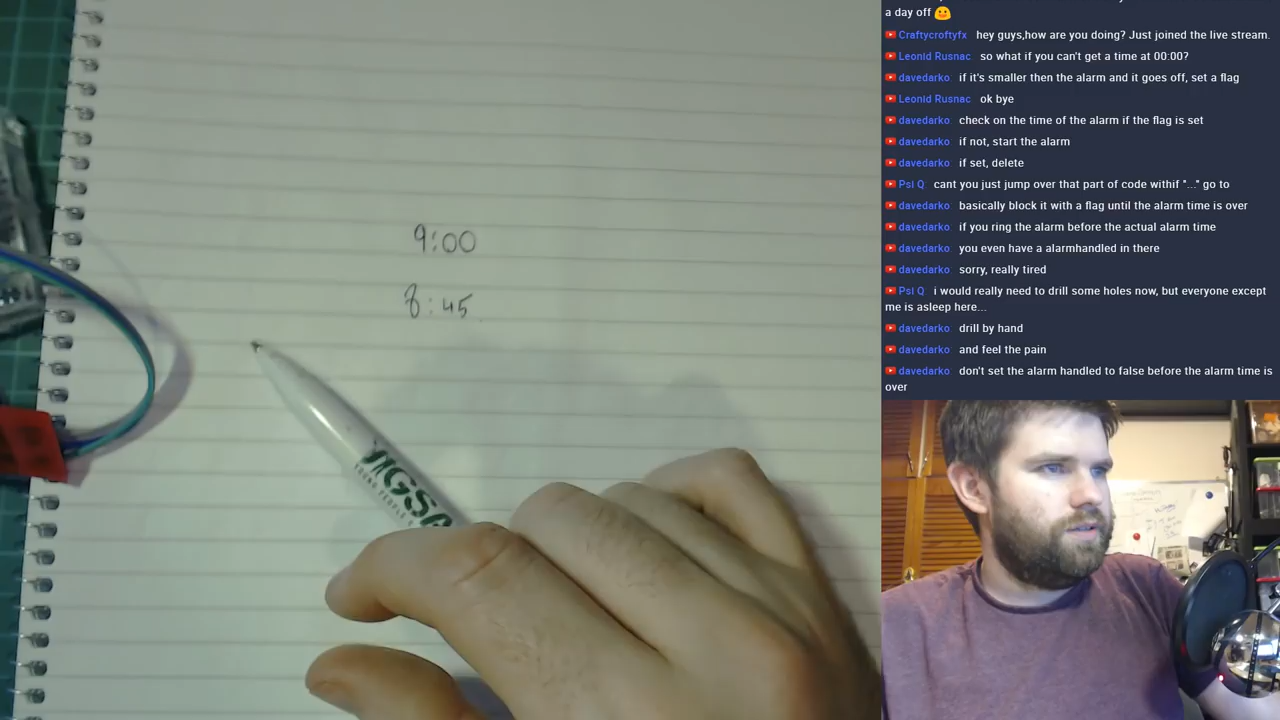 9:00
8:45
JIGSA
a day off
Craftycroftyfx hey guys,how are you doing? Just joined the live stream.
Leonid Rusnac so what if you can't get a time at 00:00?
davedarko if it's smaller then the alarm and it goes off, set a flag
Leonid Rusnac ok bye
davedarko check on the time of the alarm if the flag is set
davedarko if not, start the alarm
davedarko if set, delete
Psi Q cant you just jump over that part of code withif "..." go to
davedarko basically block it with a flag until the alarm time is over
davedarko if you ring the alarm before the actual alarm time
davedarko you even have a alarmhandled in there
davedarko sorry, really tired
Psi Q i would really need to drill some holes now, but everyone except
me is asleep here...
davedarko drill by hand
davedarko and feel the pain
davedarko don't set the alarm handled to false before the alarm time is
over